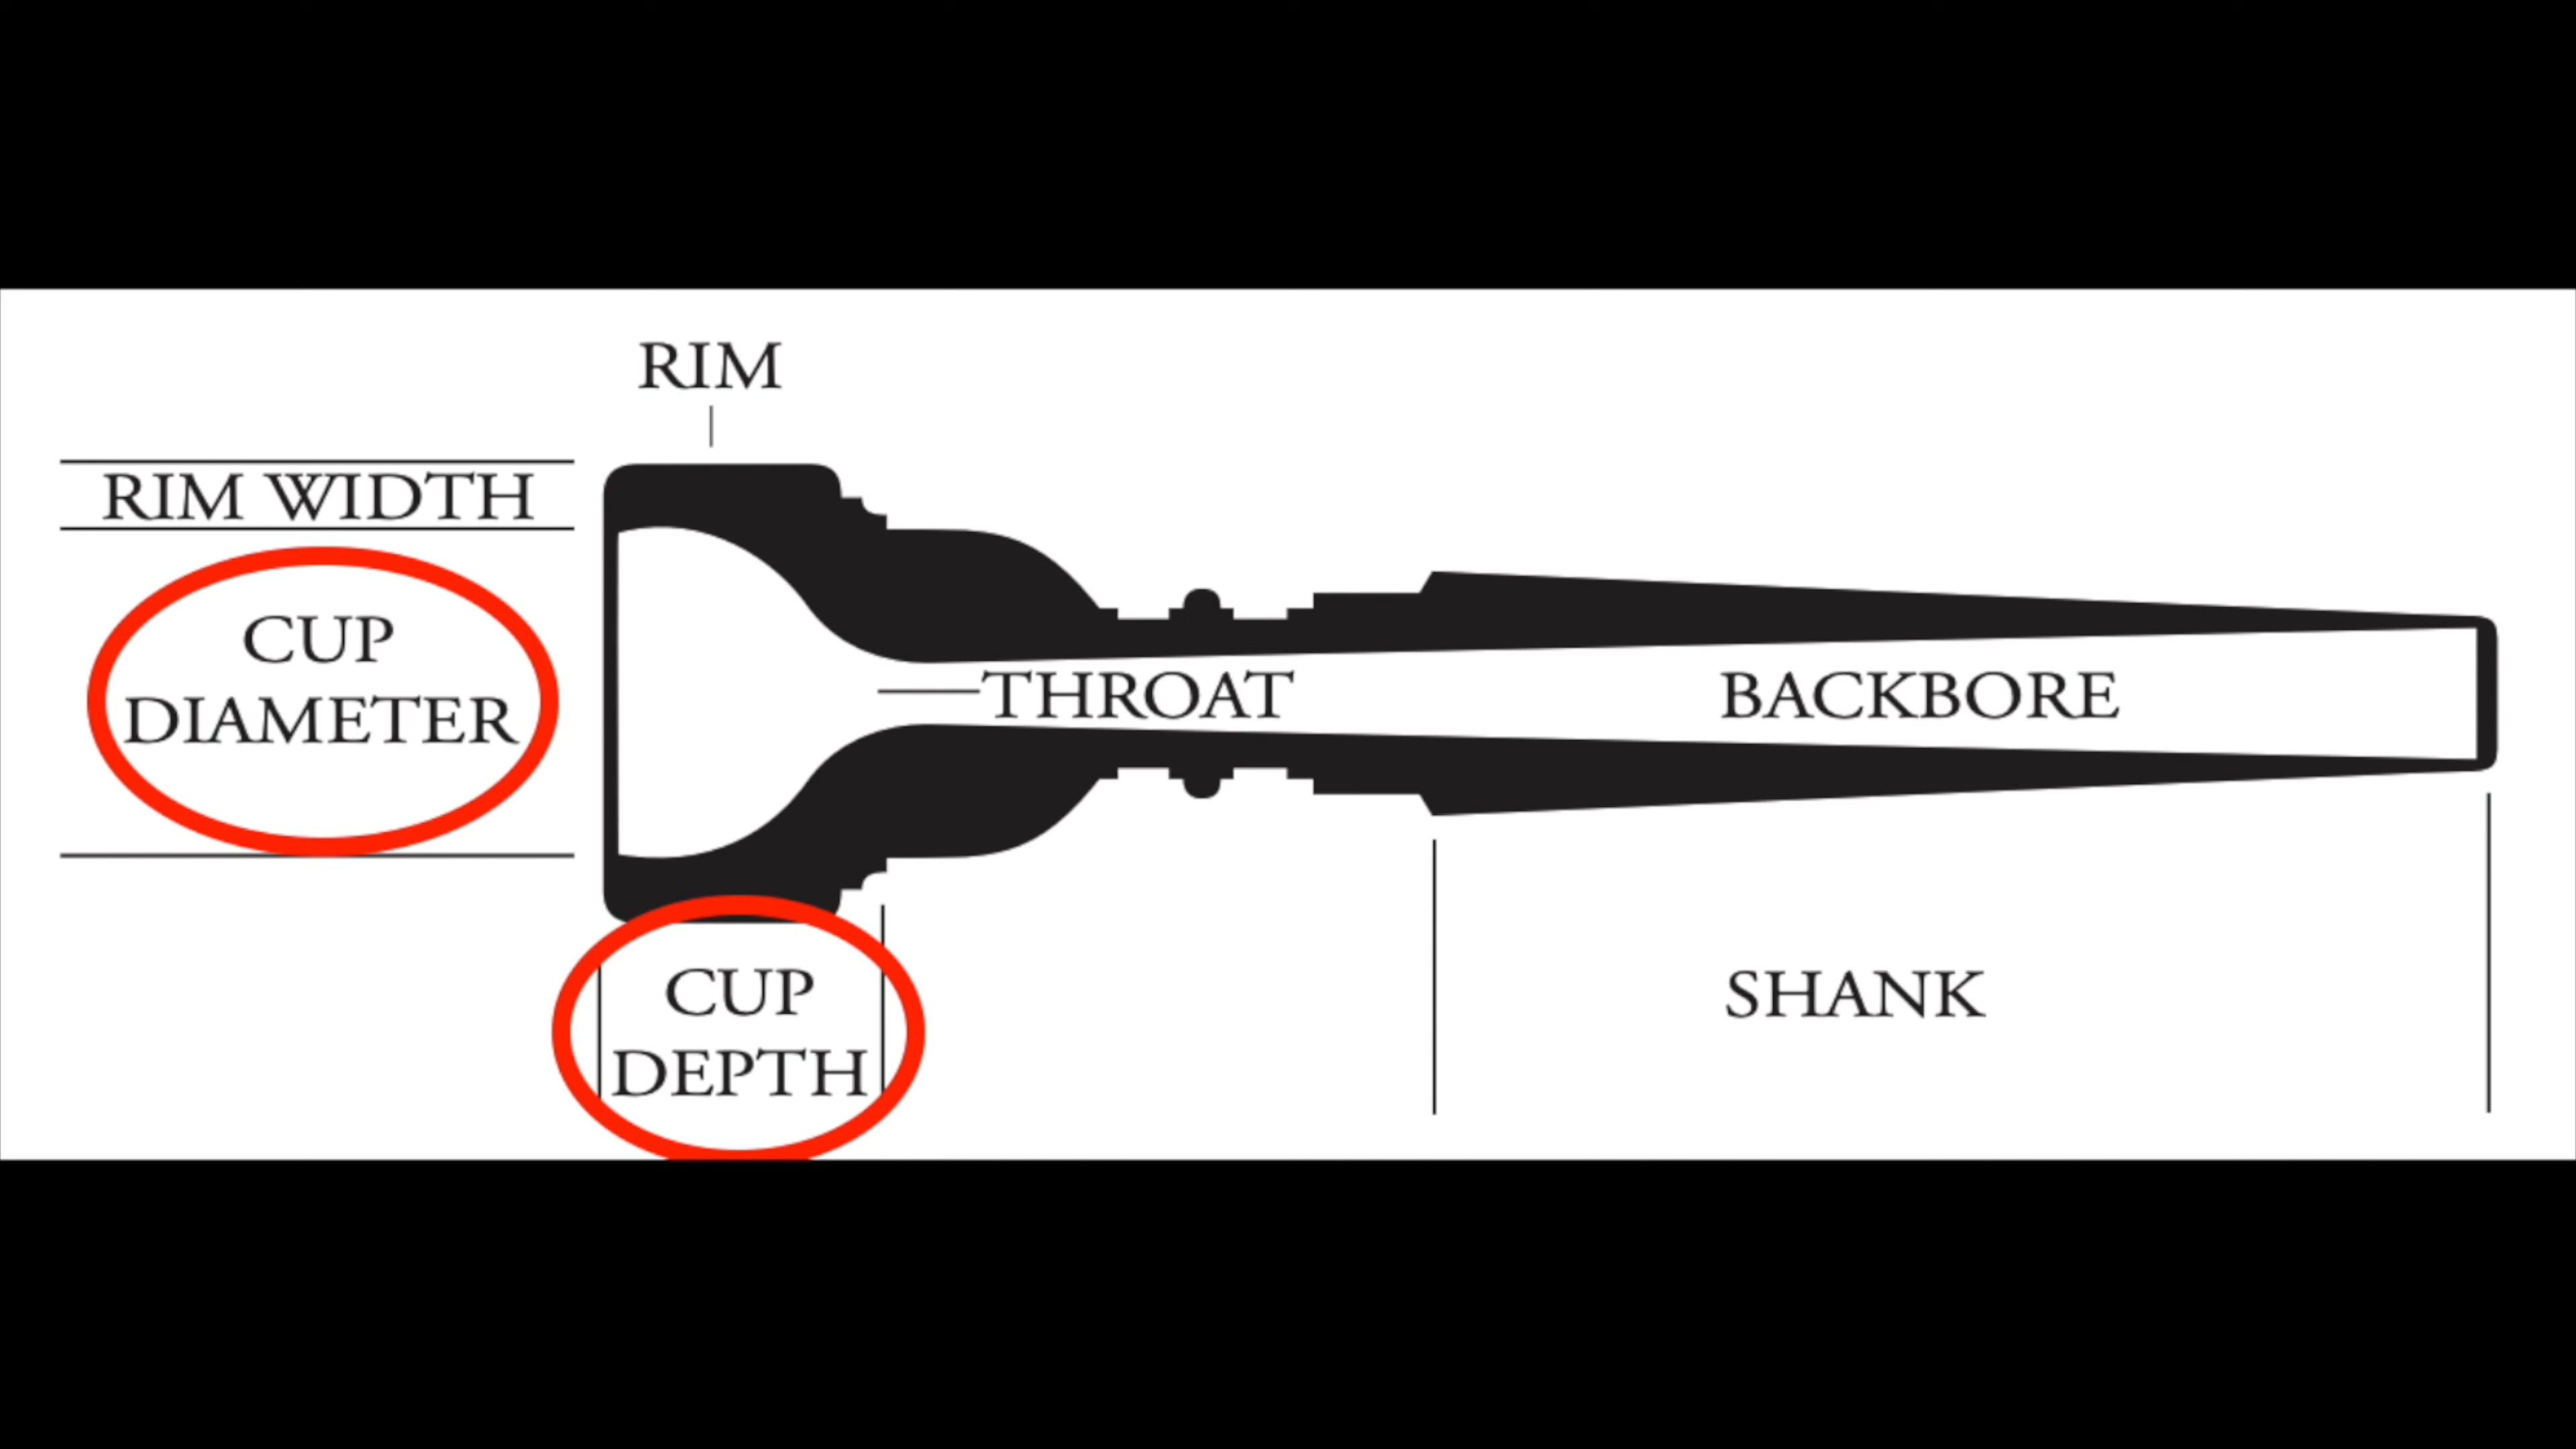 RIM
RIM WIDTH
CUP
DIAMETER
THROAT
BACKBORE
CUP
DEPTH
SHANK